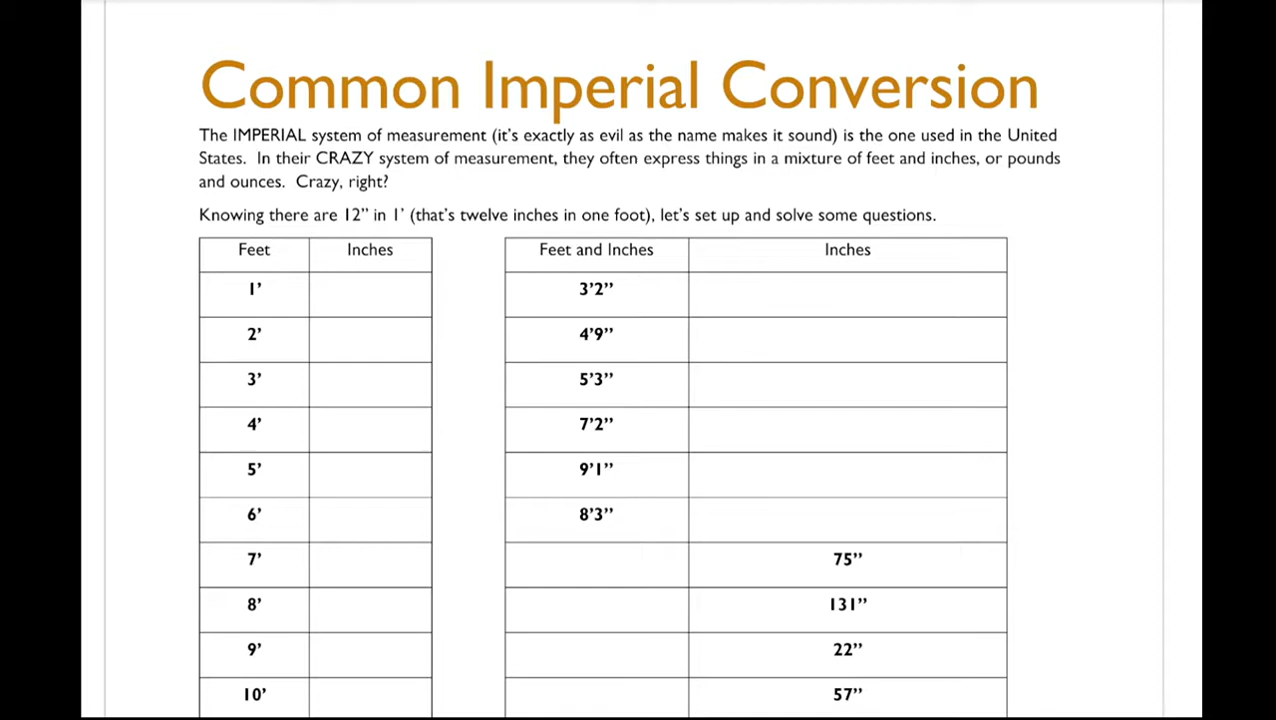 Common Imperial Conversion
The IMPERIAL system of measurement (it’s exactly as evil as the name makes it sound) is the one used in the United
States.  In their CRAZY system of measurement, they often express things in a mixture of feet and inches, or pounds
and ounces.  Crazy, right?
Knowing there are 12” in 1’ (that’s twelve inches in one foot), let’s set up and solve some questions.
Feet Inches
1’
2’
3’
4’
5’
6’
7’
8’
9’
10’
Feet and Inches Inches
3’2”
4’9”
5’3”
7’2”
9’1”
8’3”
75”
131”
22”
57”